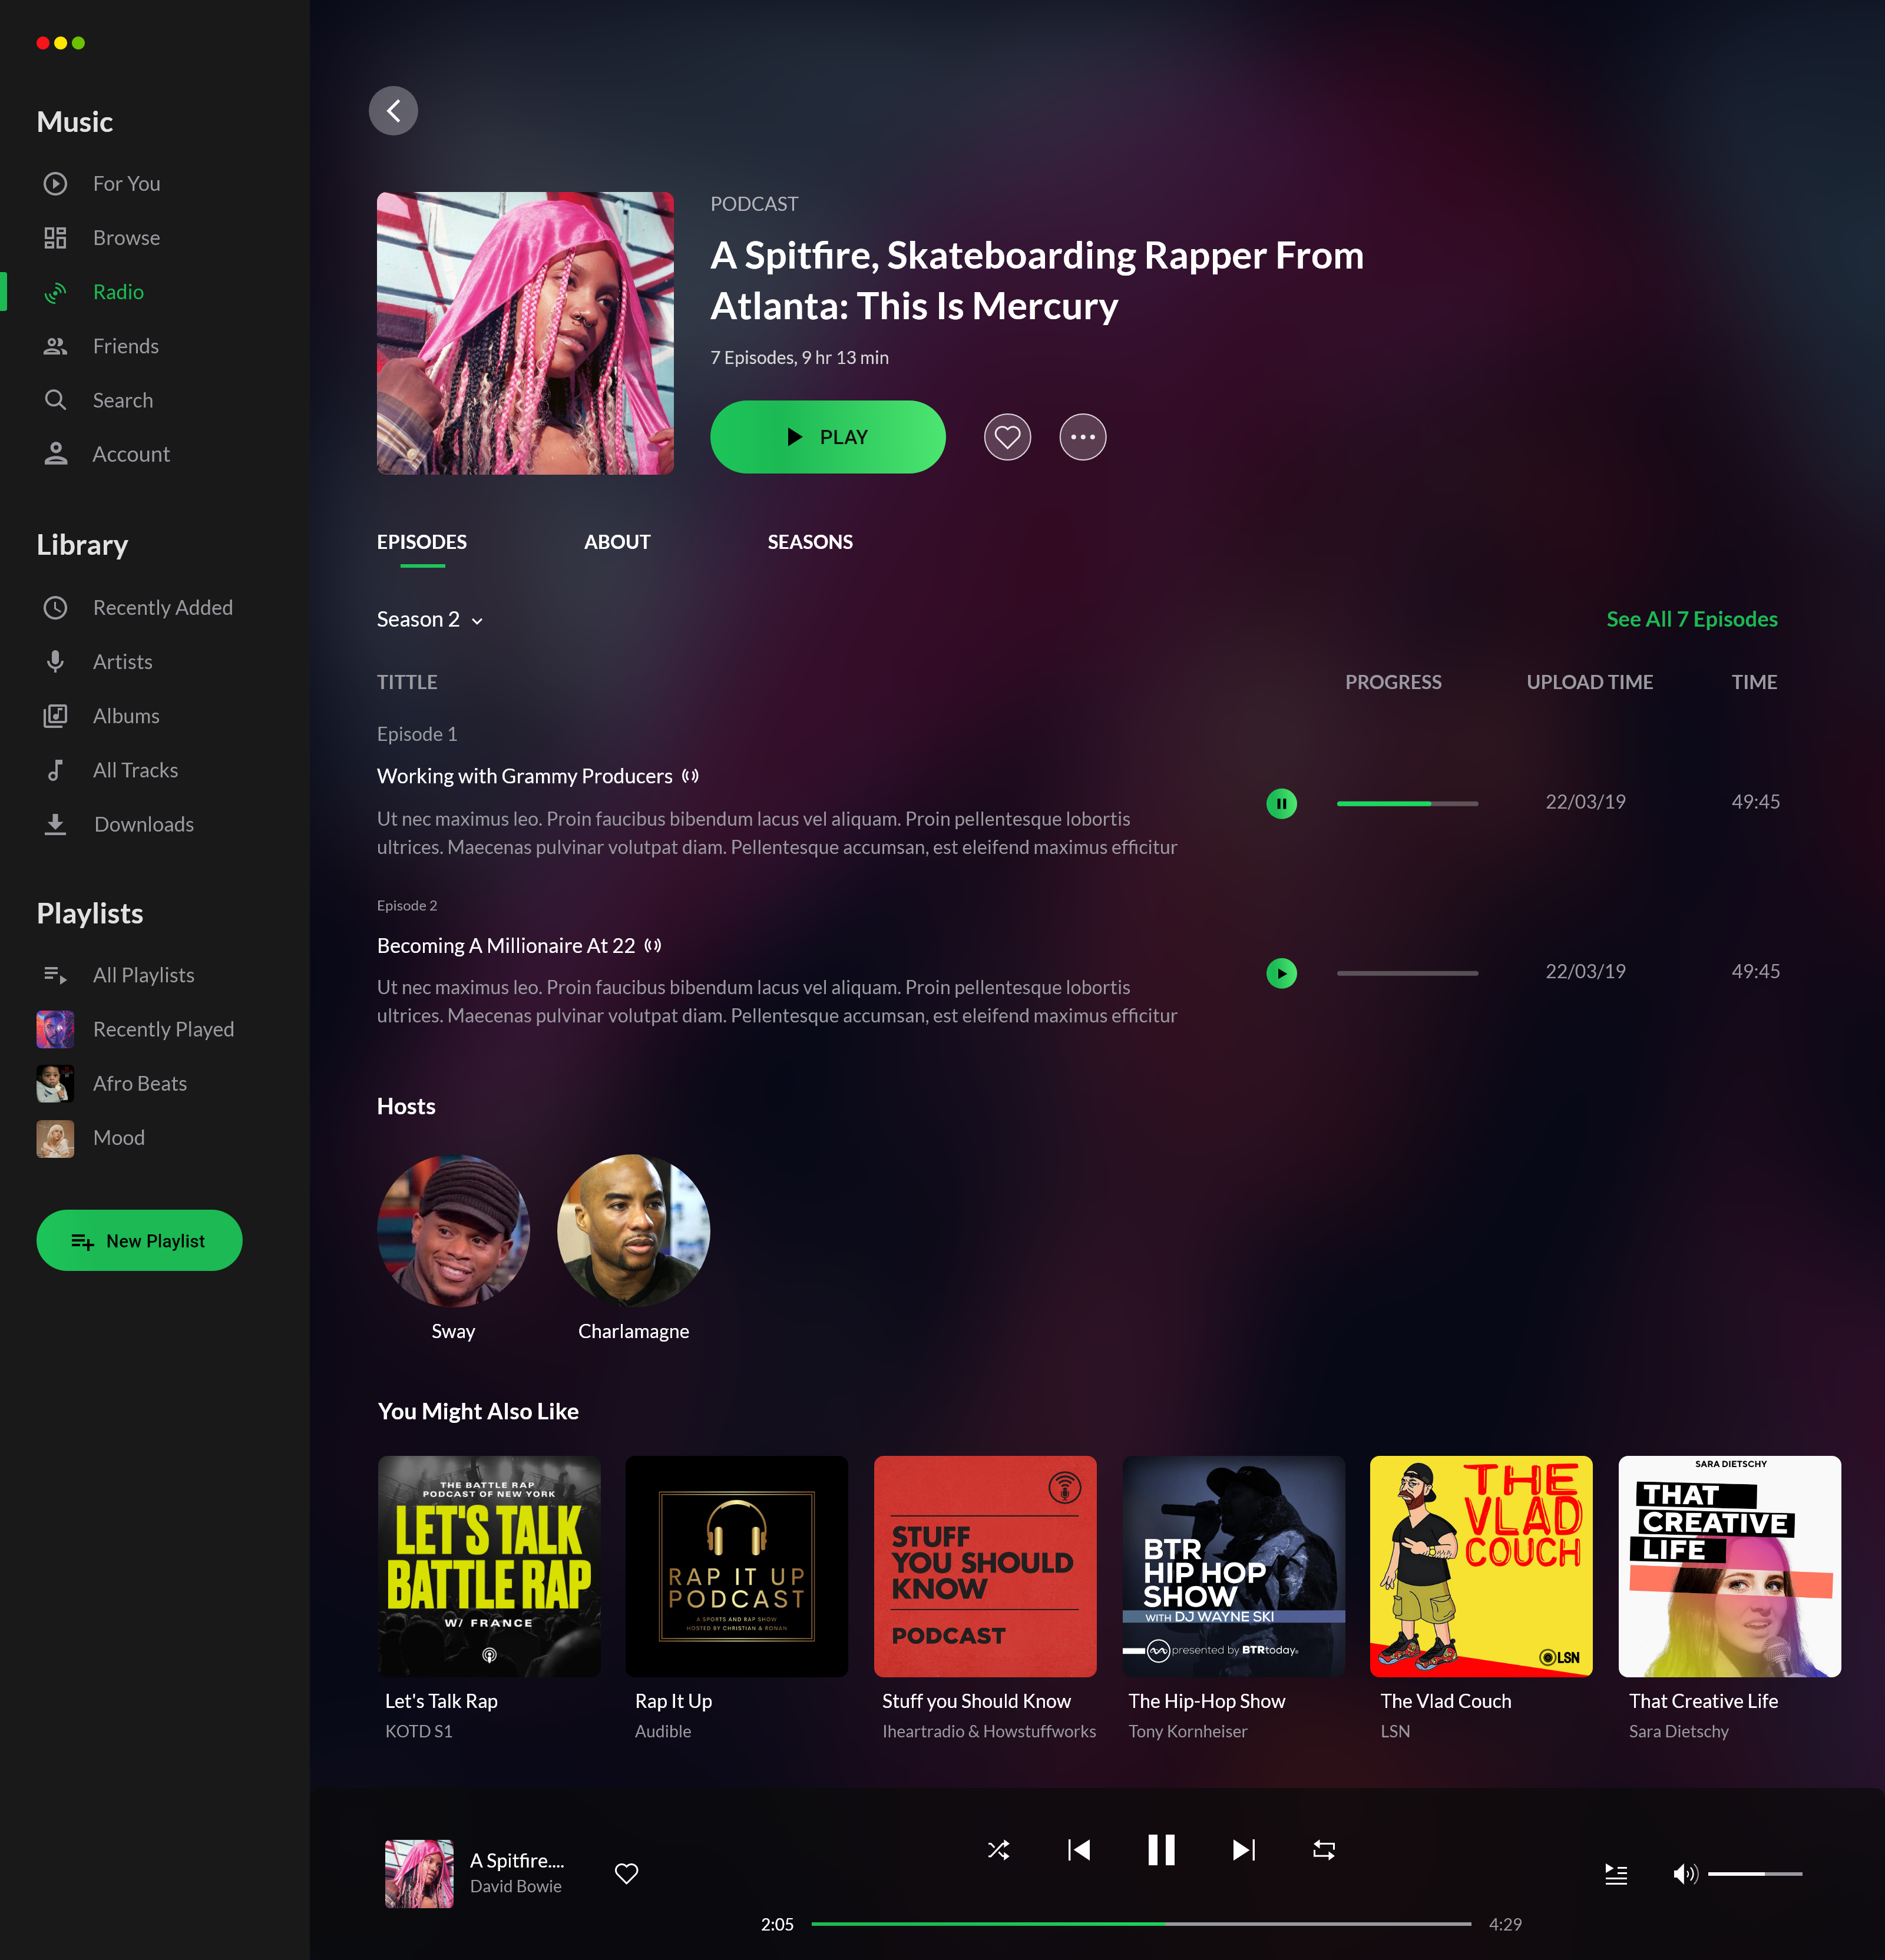 Music
For You
Browse
Radio
Friends
Search
Account
Library
Recently Added
Artists
Albums
All Tracks
Downloads
Playlists
All Playlists
Recently Played
Afro Beats
Mood
New Playlist
PODCAST
A Spitfire, Skateboarding Rapper From
Atlanta: This Is Mercury
7 Episodes, 9 hr 13 min
PLAY
EPISODES ABOUT SEASONS
Season 2 See All 7 Episodes
TITTLE PROGRESS UPLOAD TIME TIME
Episode 1
Working with Grammy Producers
Ut nec maximus leo. Proin faucibus bibendum lacus vel aliquam. Proin pellentesque lobortis
ultrices. Maecenas pulvinar volutpat diam. Pellentesque accumsan, est eleifend maximus efficitur
22/03/19 49:45
Episode 2
Becoming A Millionaire At 22
Ut nec maximus leo. Proin faucibus bibendum lacus vel aliquam. Proin pellentesque lobortis
ultrices. Maecenas pulvinar volutpat diam. Pellentesque accumsan, est eleifend maximus efficitur
22/03/19 49:45
Hosts
Sway Charlamagne
You Might Also Like
THE BATTLE RAP
PODCAST OF NEW YORK
LET'S TALK
BATTLE RAP
W/ FRANCE
Let's Talk Rap
KOTD S1
RAP IT UP
PODCAST
A SPORTS AND RAP SHOW
HOSTED BY CHRISTIAN & RONAN
Rap It Up
Audible
STUFF
YOU SHOULD
KNOW
PODCAST
Stuff you Should Know
Iheartradio & Howstuffworks
BTR
HIP HOP
SHOW
WITH DJ WAYNE SKI
presented by BTRtoday
The Hip-Hop Show
Tony Kornheiser
THE
VLAD
COUCH
LSN
The Vlad Couch
LSN
SARA DIETSCHY
THAT
CREATIVE
LIFE
That Creative Life
Sara Dietschy
A Spitfire....
David Bowie
2:05 4:29